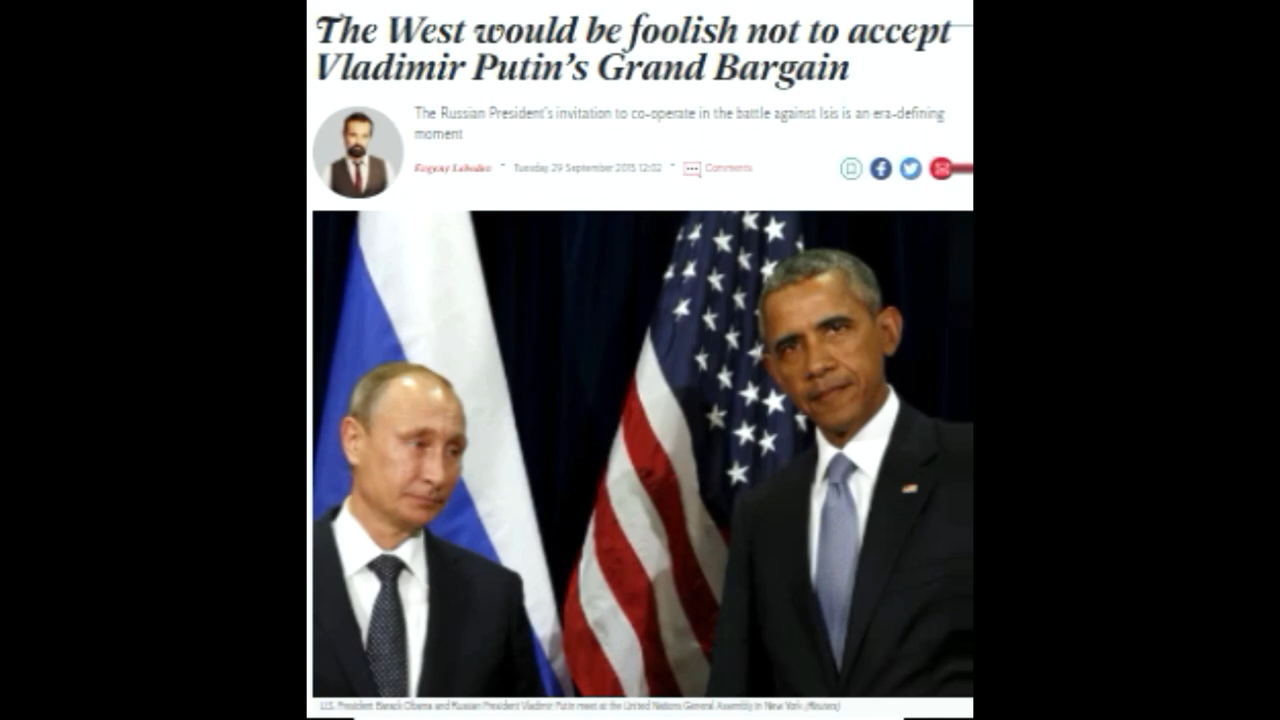 The West would be foolish not to accept
Vladimir Putin's Grand Bargain
The Russian President's invitation to co-operate in the battle against Isis is an era-defining
moment
Evgeny Lebedev Tuesday 29 September 2015 12:02 Comments
U.S. President Barack Obama and Russian President Vladimir Putin meet at the United Nations General Assembly in New York (Reuters)